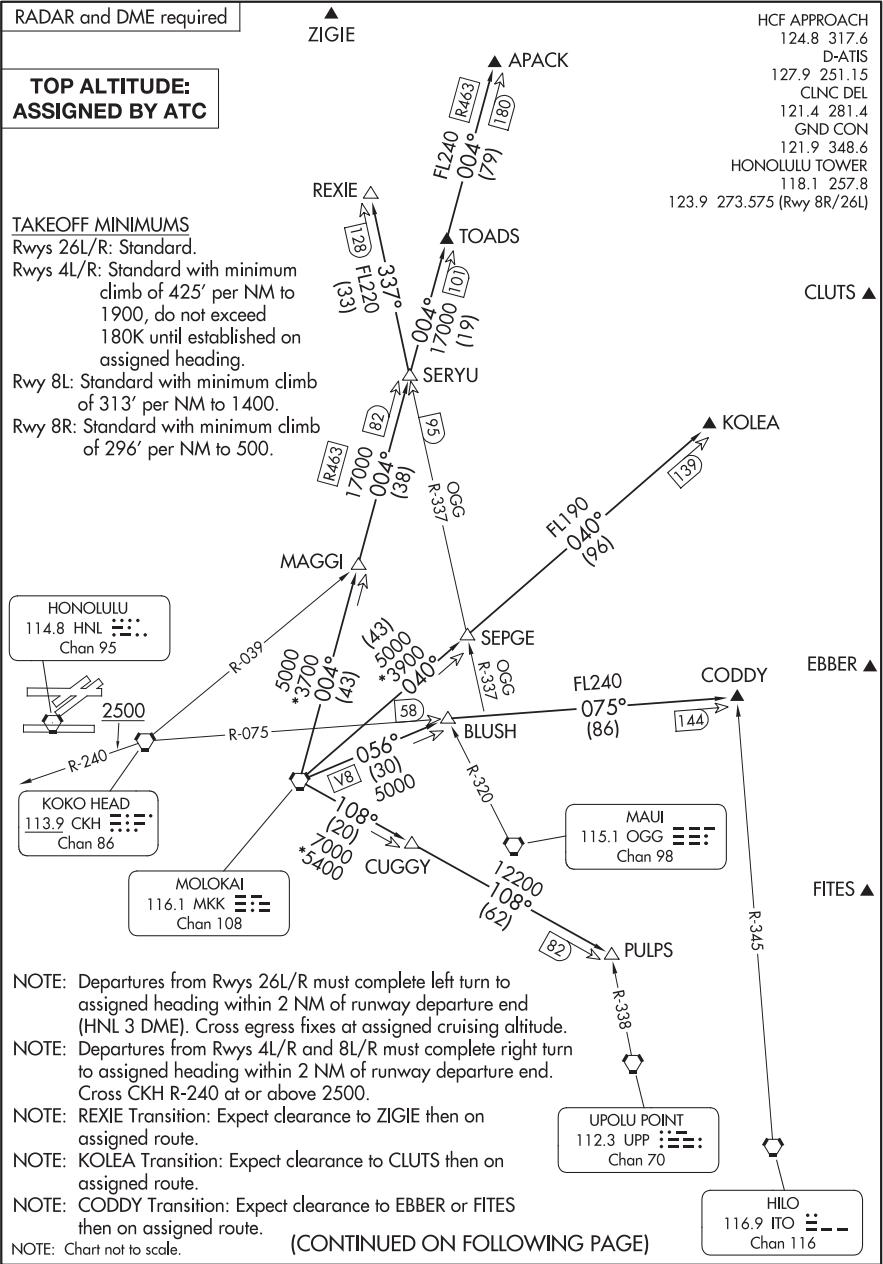 RADAR and DME required
TOP ALTITUDE:
ASSIGNED BY ATC
ZIGIE
APACK
HCF APPROACH
124.8 317.6
D-ATIS
127.9 251.15
CLNC DEL
121.4 281.4
GND CON
121.9 348.6
HONOLULU TOWER
118.1 257.8
123.9 273.575 (Rwy 8R/26L)
R463
180
FL240
004°
(79)
REXIE
TOADS
128
FL220
337°
(33)
101
004°
17000
(19)
CLUTS
TAKEOFF MINIMUMS
Rwys 26L/R: Standard.
Rwys 4L/R: Standard with minimum
climb of 425' per NM to
1900, do not exceed
180K until established on
assigned heading.
Rwy 8L: Standard with minimum climb
of 313' per NM to 1400.
Rwy 8R: Standard with minimum climb
of 296' per NM to 500.
SERYU
82
95
R463
17000
004°
(38)
OGG
R-337
KOLEA
139
FL190
040°
(96)
MAGGI
HONOLULU
114.8 HNL
Chan 95
R-039
5000
*3700
004°
(43)
(43)
5000
*3900
040°
SEPGE
OGG
R-337
EBBER
CODDY
FL240
075°
(86)
144
2500
R-240
R-075
58
BLUSH
V8
056°
(30)
5000
R-320
KOKO HEAD
113.9 CKH
Chan 86
MOLOKAI
116.1 MKK
Chan 108
108°
(20)
7000
*5400
CUGGY
MAUI
115.1 OGG
Chan 98
12200
108°
(62)
82
PULPS
FITES
R-345
R-338
UPOLU POINT
112.3 UPP
Chan 70
HILO
116.9 ITO
Chan 116
NOTE: Departures from Rwys 26L/R must complete left turn to
assigned heading within 2 NM of runway departure end
(HNL 3 DME). Cross egress fixes at assigned cruising altitude.
NOTE: Departures from Rwys 4L/R and 8L/R must complete right turn
to assigned heading within 2 NM of runway departure end.
Cross CKH R-240 at or above 2500.
NOTE: REXIE Transition: Expect clearance to ZIGIE then on
assigned route.
NOTE: KOLEA Transition: Expect clearance to CLUTS then on
assigned route.
NOTE: CODDY Transition: Expect clearance to EBBER or FITES
then on assigned route.
NOTE: Chart not to scale.
(CONTINUED ON FOLLOWING PAGE)